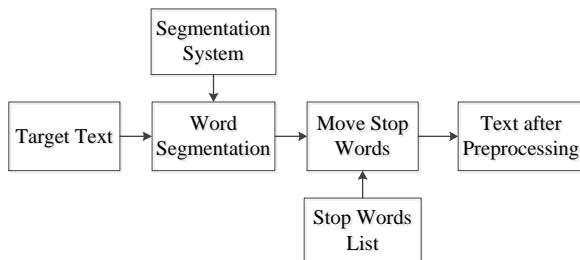 Segmentation
System
Target Text
Word
Segmentation
Move Stop
Words
Text after
Preprocessing
Stop Words
List